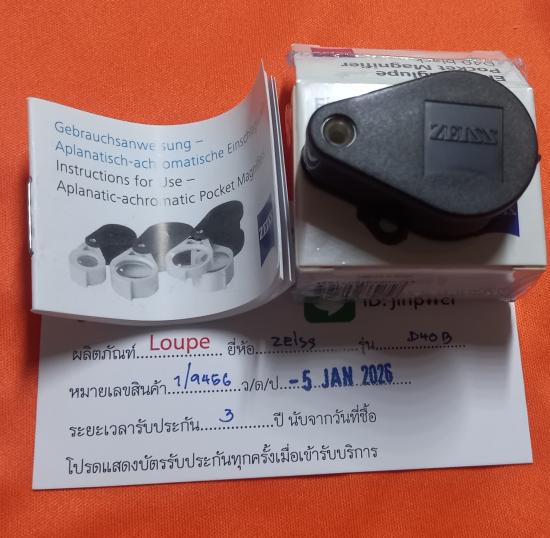 Pocket Magnifier
D40 black
ZEISS
Gebrauchsanweisung –
Aplanatisch-achromatische
Instructions for Use –
Aplanatic-achromatic Pocket
ZEISS
ID: jinpwei
ผลิตภัณฑ์ Loupe ยี่ห้อ zeiss รุ่น D40B
หมายเลขสินค้า 1/9456 ว/ด/ป -5 JAN 2026
ระยะเวลารับประกัน 3 ปี นับจากวันที่ซื้อ
โปรดแสดงบัตรรับประกันทุกครั้งเมื่อเข้ารับบริการ